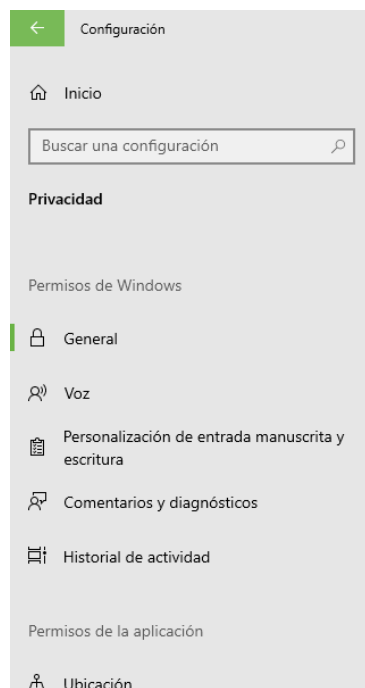 Configuración
Inicio
Buscar una configuración
Privacidad
Permisos de Windows
General
Voz
Personalización de entrada manuscrita y
escritura
Comentarios y diagnósticos
Historial de actividad
Permisos de la aplicación
Ubicación